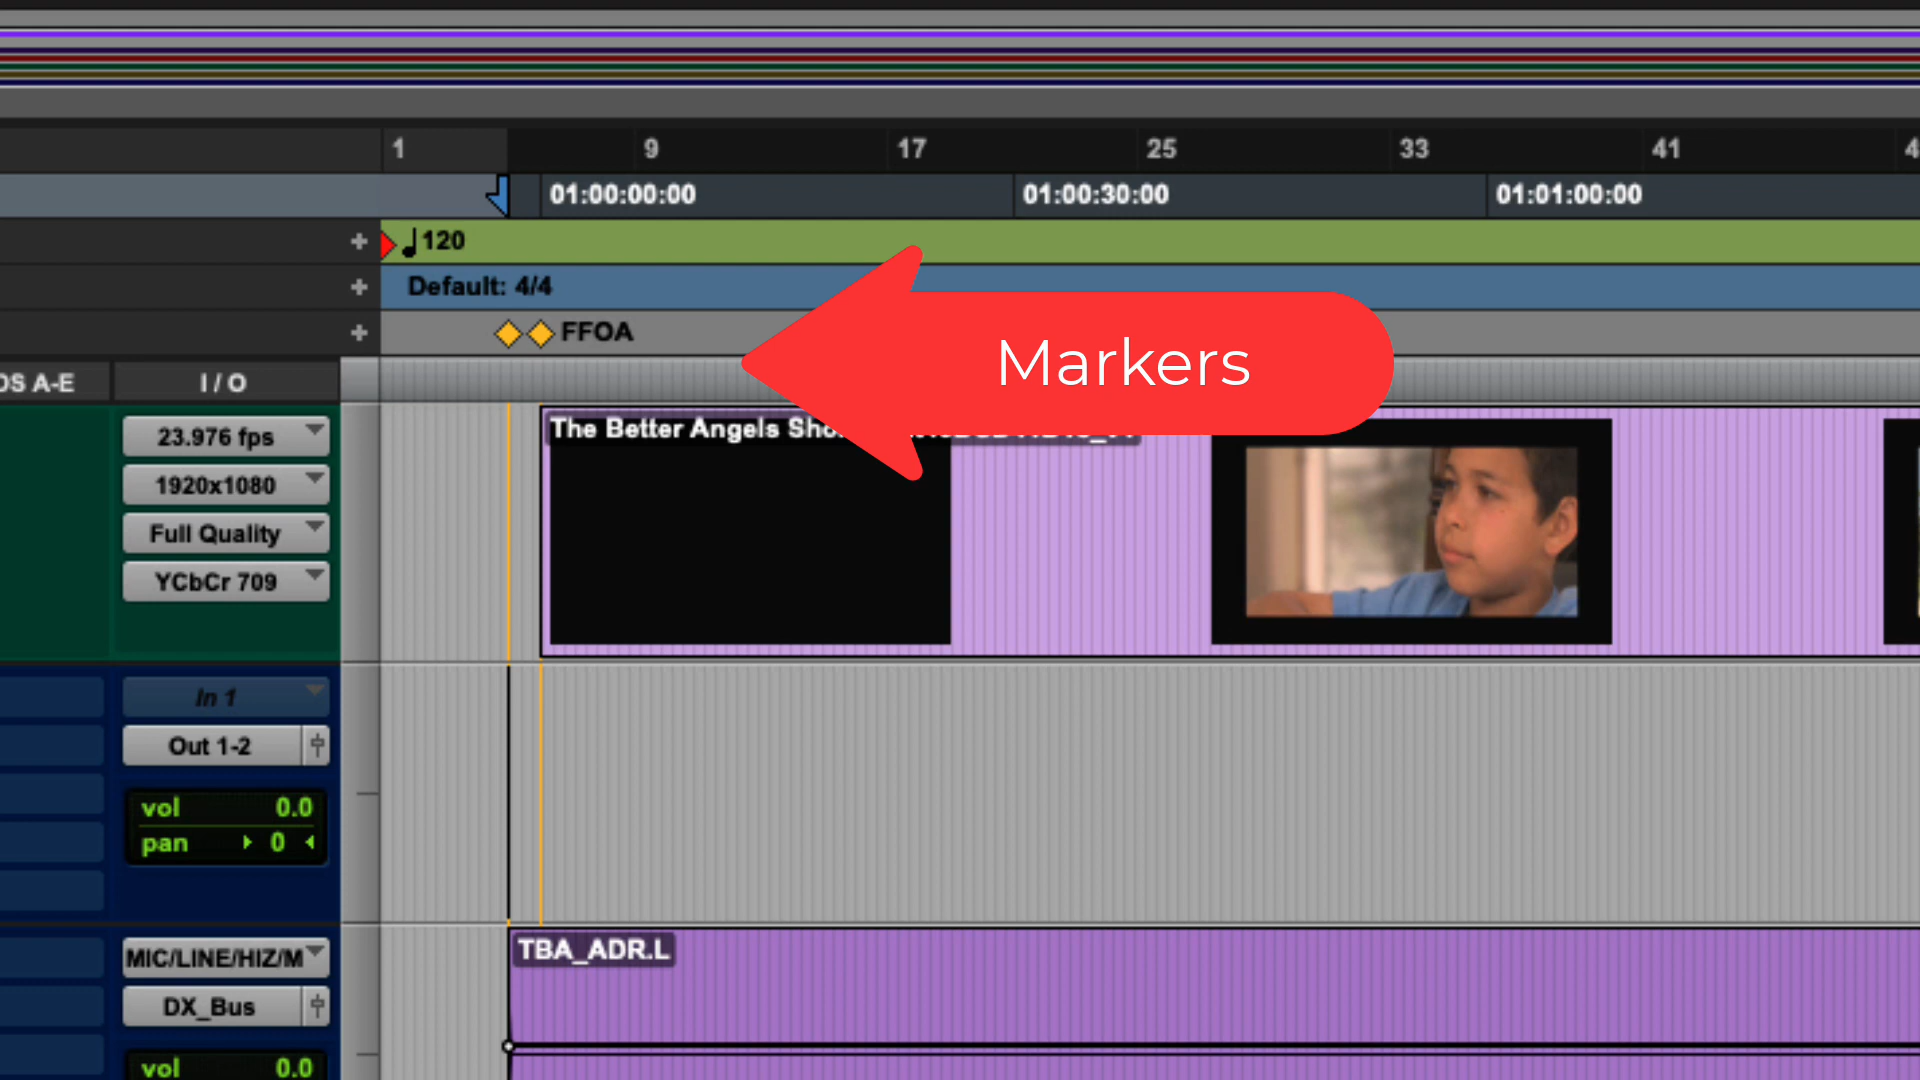 1 9 17 25 33 41 4
01:00:00:00 01:00:30:00 01:01:00:00
+ 120
+ Default: 4/4
+ FFOA
Markers
OS A-E I / O
23.976 fps
1920x1080
Full Quality
YCbCr 709
The Better Angels Sho
In 1
Out 1-2
vol 0.0
pan 0
TBA_ADR.L
MIC/LINE/HIZ/M
DX_Bus
vol 0.0